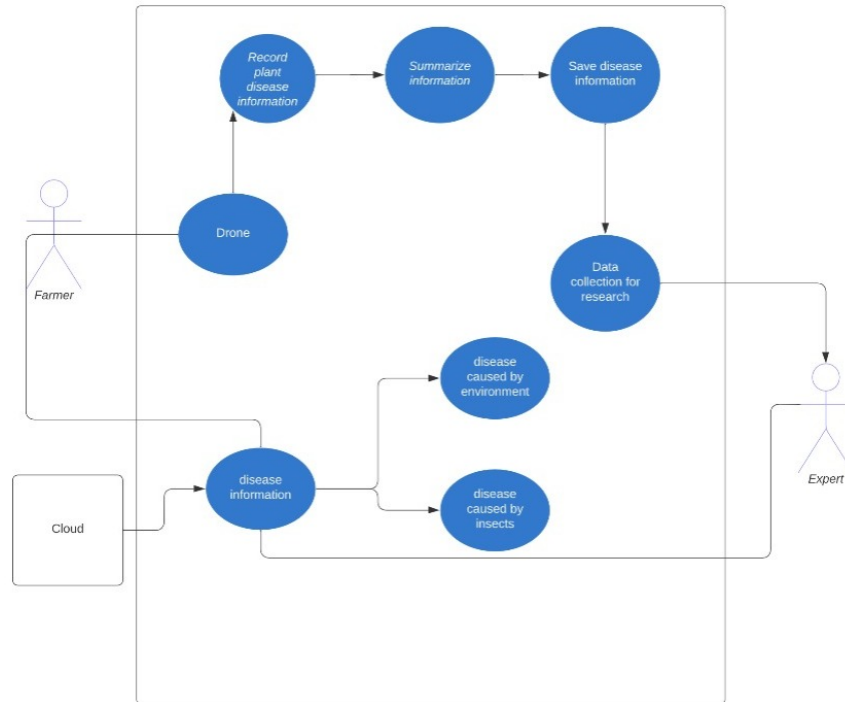 Record
plant
disease
information
Summarize
information
Save disease
information
Farmer
Drone
Data
collection for
research
disease
caused by
environment
Expert
disease
information
disease
caused by
insects
Cloud